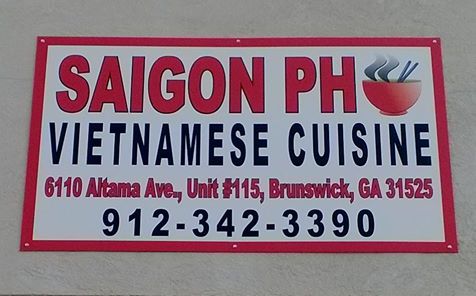 SAIGON PH
VIETNAMESE CUISINE
6110 Altama Ave., Unit #115, Brunswick, GA 31525
912-342-3390